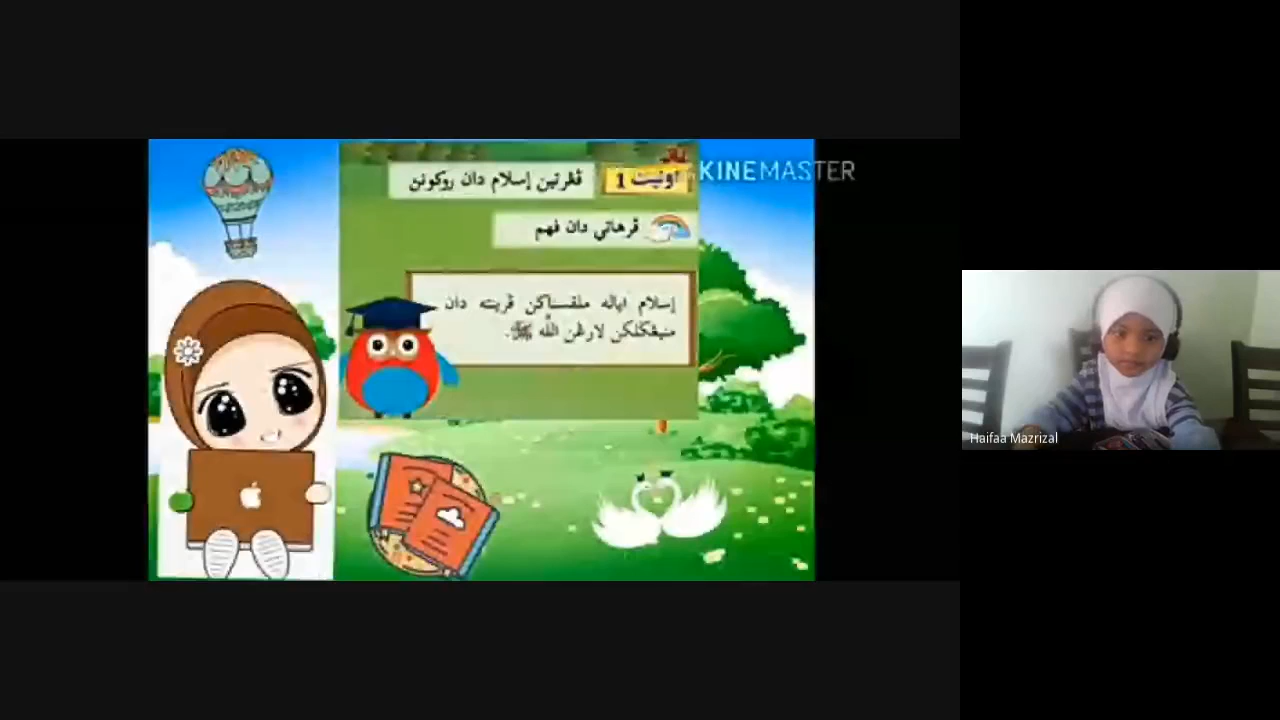 KINEMASTER
اونيت 1
ڤڠرتين إسلام دان روكونن
ڤرهاتي دان فهم
إسلام اياله ملقساناكن ڤرينته دان
منيڠݢلكن لارڠن الله ﷻ.
Haifaa Mazrizal